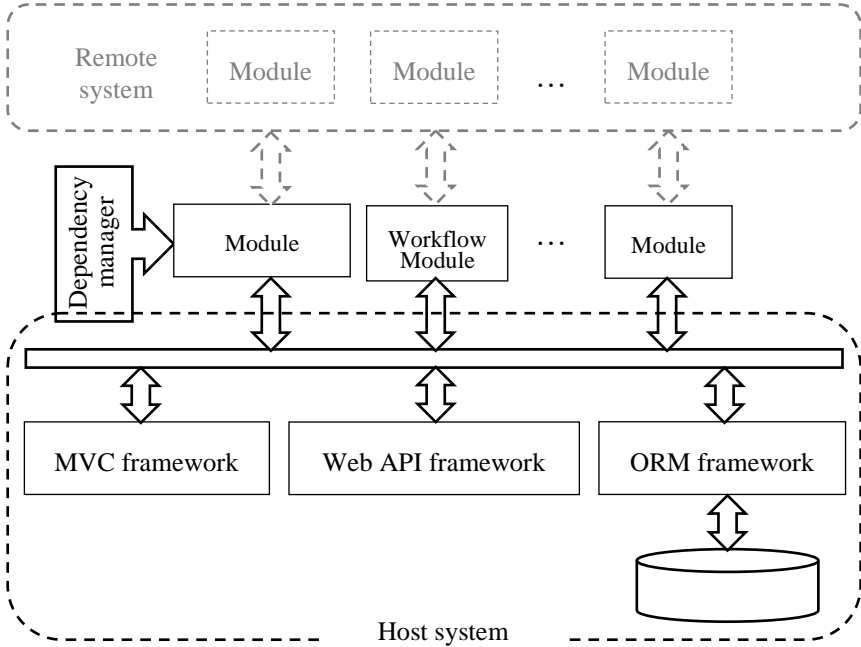 Remote
system
Module
Module
…
Module
Dependency
manager
Module
Workflow
Module
…
Module
MVC framework
Web API framework
ORM framework
Host system